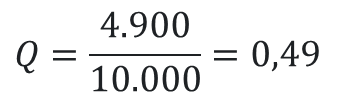 Q = 4.900 / 10.000 = 0,49